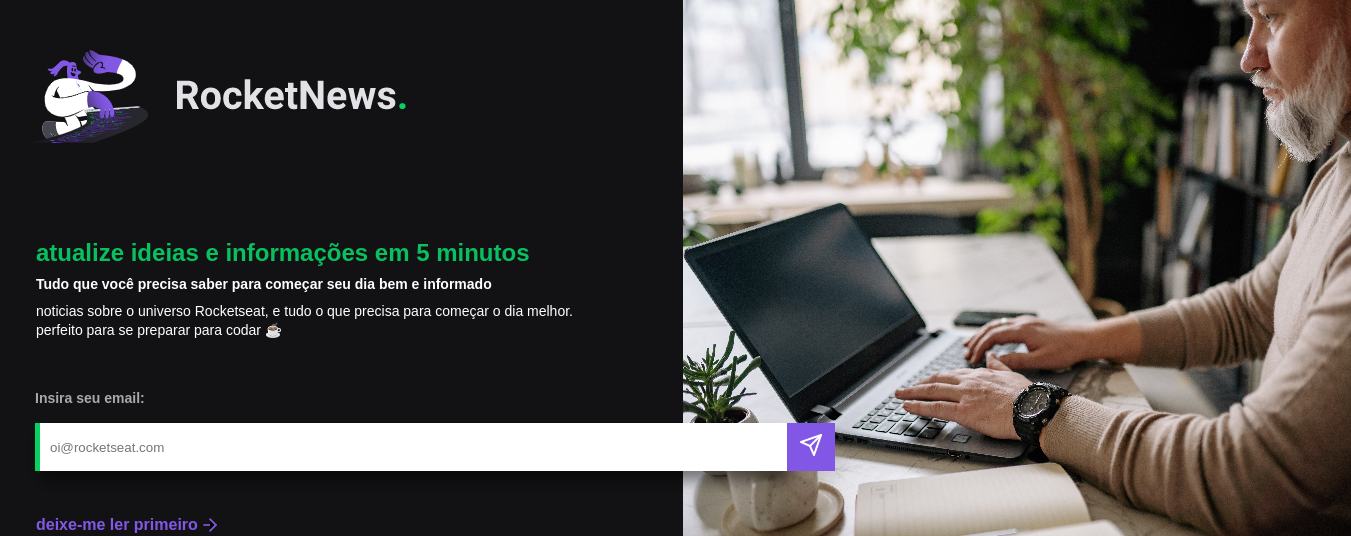 RocketNews.
atualize ideias e informações em 5 minutos
Tudo que você precisa saber para começar seu dia bem e informado
noticias sobre o universo Rocketseat, e tudo o que precisa para começar o dia melhor.
perfeito para se preparar para codar ☕
Insira seu email:
oi@rocketseat.com
deixe-me ler primeiro →